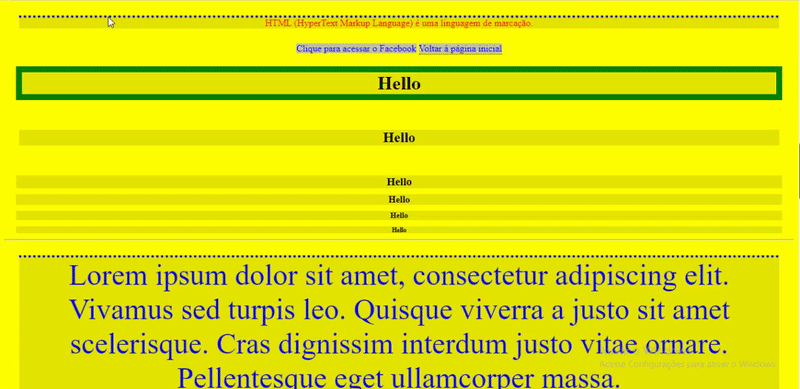 HTML (HyperText Markup Language) é uma linguagem de marcação.
Clique para acessar o Facebook Voltar à página inicial
Hello
Hello
Hello
Hello
Hello
Hello
Lorem ipsum dolor sit amet, consectetur adipiscing elit.
Vivamus sed turpis leo. Quisque viverra a justo sit amet
scelerisque. Cras dignissim interdum justo vitae ornare.
Acesse Configurações para ativar o Windows.
Pellentesque eget ullamcorper massa.